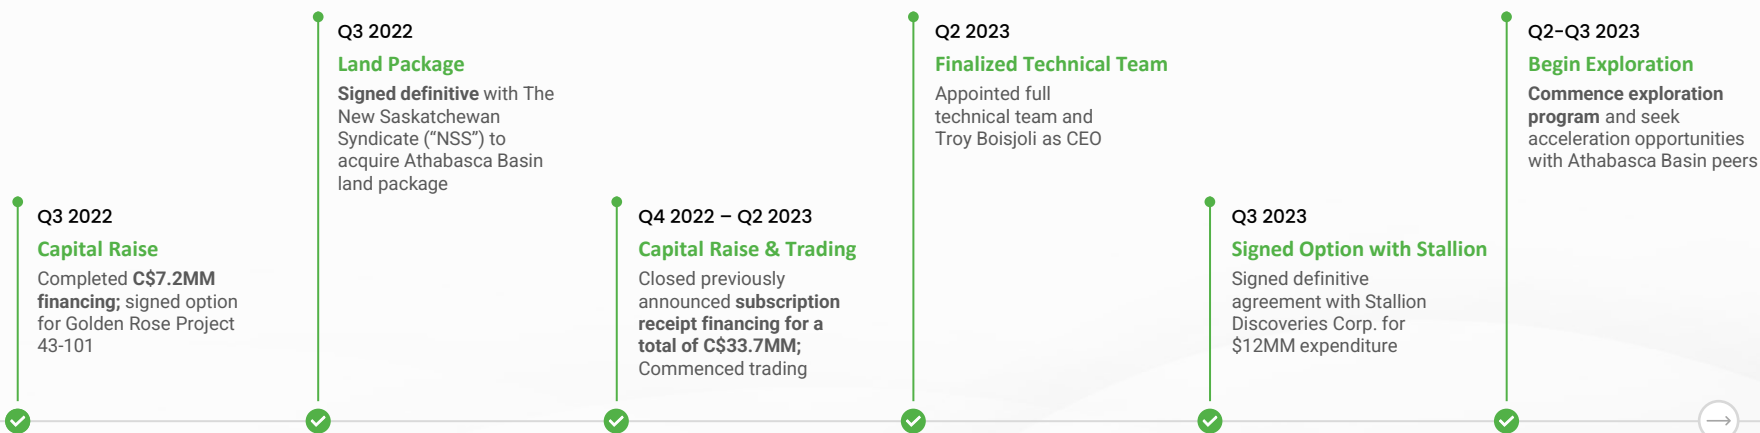 Q3 2022
Capital Raise
Completed C$7.2MM
financing; signed option
for Golden Rose Project
43-101
Q3 2022
Land Package
Signed definitive with The
New Saskatchewan
Syndicate (“NSS”) to
acquire Athabasca Basin
land package
Q4 2022 – Q2 2023
Capital Raise & Trading
Closed previously
announced subscription
receipt financing for a
total of C$33.7MM;
Commenced trading
Q2 2023
Finalized Technical Team
Appointed full
technical team and
Troy Boisjoli as CEO
Q3 2023
Signed Option with Stallion
Signed definitive
agreement with Stallion
Discoveries Corp. for
$12MM expenditure
Q2-Q3 2023
Begin Exploration
Commence exploration
program and seek
acceleration opportunities
with Athabasca Basin peers